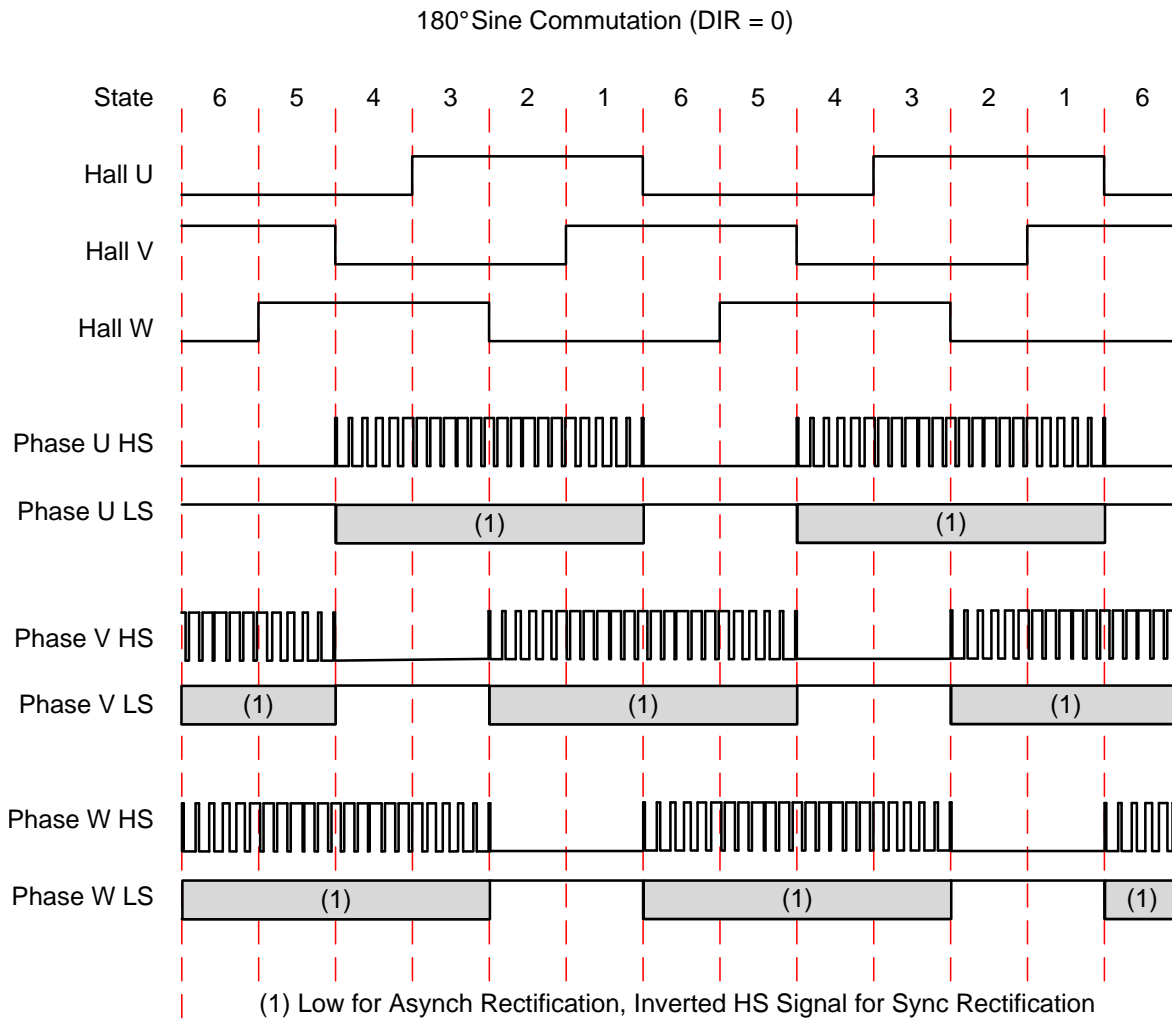 180°Sine Commutation (DIR = 0)
State 6 5 4 3 2 1 6 5 4 3 2 1 6
Hall U
Hall V
Hall W
Phase U HS
Phase U LS (1) (1)
Phase V HS
Phase V LS (1) (1) (1)
Phase W HS
Phase W LS (1) (1) (1)
(1) Low for Asynch Rectification, Inverted HS Signal for Sync Rectification